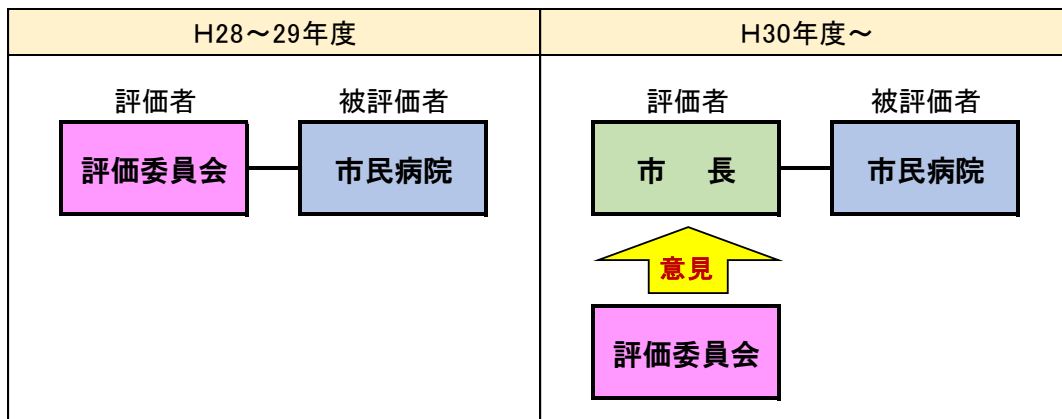 H28～29年度
H30年度～
評価者
被評価者
評価委員会
市民病院
評価者
被評価者
市　長
市民病院
意見
評価委員会